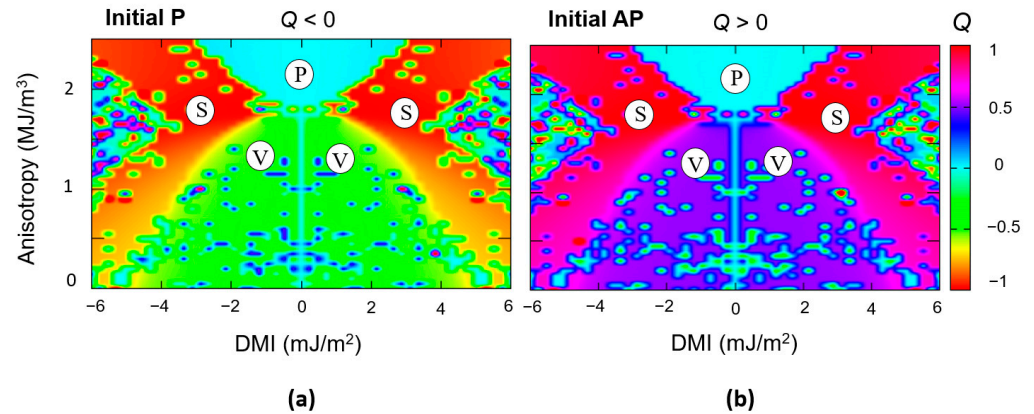 Initial P Q < 0 Initial AP Q > 0 Q
P
S S
V V
P
S S
V V
Anisotropy (MJ/m³)
2
1
0
−6 −4 −2 0 2 4 6
−6 −4 −2 0 2 4 6
1
0.5
0
−0.5
−1
DMI (mJ/m²) DMI (mJ/m²)
(a) (b)